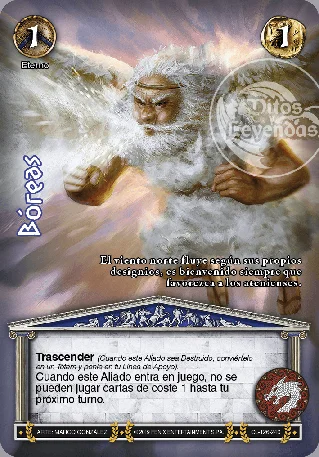 1
1
Eterno
Mitos y
Leyendas
Bóreas
El viento norte fluye según sus propios
designios, es bienvenido siempre que
favorezca a los atenienses.
Trascender (Cuando este Aliado sea Destruido, conviértelo
en un Tótem y ponlo en tu Línea de Apoyo).
Cuando este Aliado entra en juego, no se
pueden jugar cartas de coste 1 hasta tu
próximo turno.